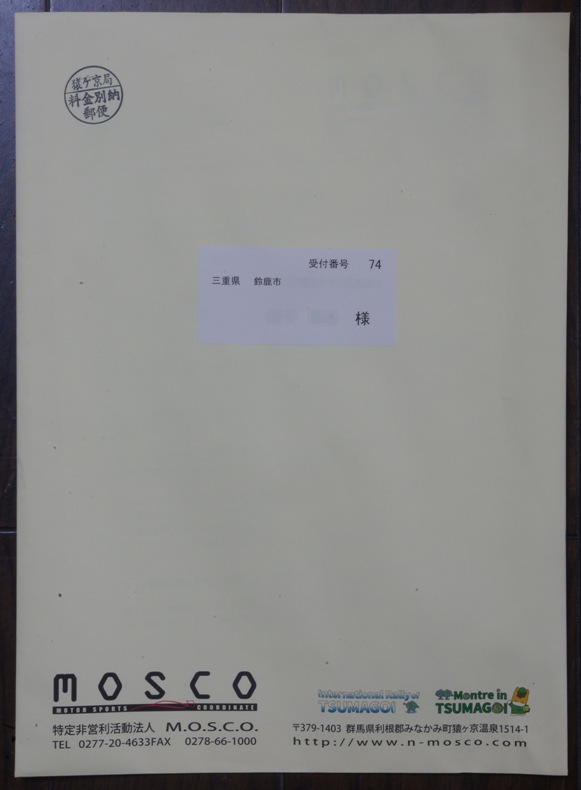 猿ヶ京局
料金別納
郵便
受付番号 74
三重県 鈴鹿市
様
MOSCO
MOTOR SPORTS COORDINATE
特定非営利活動法人 M.O.S.C.O.
TEL 0277-20-4633FAX 0278-66-1000
International Rally of
TSUMAGOI
Montre in
TSUMAGOI
〒379-1403 群馬県利根郡みなかみ町猿ヶ京温泉1514-1
http://www.n-mosco.com